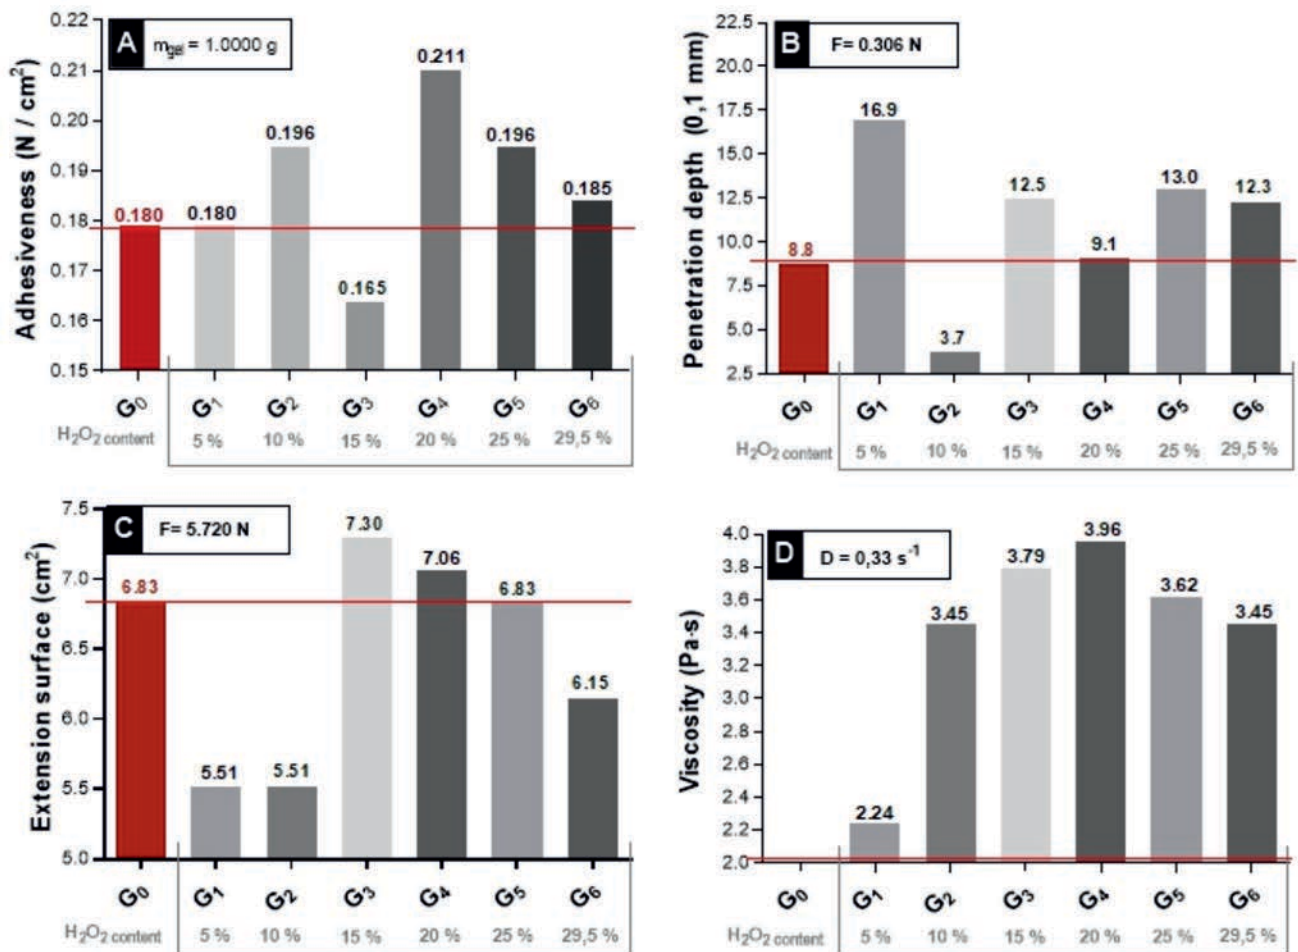 A m_gel = 1.0000 g
Adhesiveness (N / cm²)
0.22
0.21
0.20
0.19
0.18
0.17
0.16
0.15
0.180 0.180 0.196 0.165 0.211 0.196 0.185
G₀ G₁ G₂ G₃ G₄ G₅ G₆
H₂O₂ content 5 % 10 % 15 % 20 % 25 % 29,5 %
B F= 0.306 N
Penetration depth (0,1 mm)
22.5
22.0
12.5
17.5
15.0
12.5
10.0
7.5
5.0
2.5
8.8 16.9 3.7 12.5 9.1 13.0 12.3
G₀ G₁ G₂ G₃ G₄ G₅ G₆
H₂O₂ content 5 % 10 % 15 % 20 % 25 % 29,5 %
C F= 5.720 N
Extension surface (cm²)
7.5
7.0
6.5
6.0
5.5
5.0
6.83 5.51 5.51 7.30 7.06 6.83 6.15
G₀ G₁ G₂ G₃ G₄ G₅ G₆
H₂O₂ content 5 % 10 % 15 % 20 % 25 % 29,5 %
D D = 0,33 s⁻¹
Viscosity (Pa·s)
4.0
3.8
3.6
3.4
3.2
3.0
2.8
2.6
2.4
2.2
2.0
2.24 3.45 3.79 3.96 3.62 3.45
G₀ G₁ G₂ G₃ G₄ G₅ G₆
H₂O₂ content 5 % 10 % 15 % 20 % 25 % 29,5 %